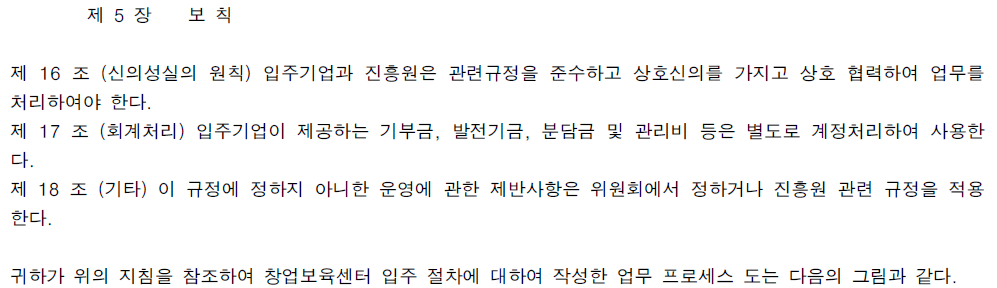 제 5 장 보 칙
제 16 조 (신의성실의 원칙) 입주기업과 진흥원은 관련규정을 준수하고 상호신의를 가지고 상호 협력하여 업무를
처리하여야 한다.
제 17 조 (회계처리) 입주기업이 제공하는 기부금, 발전기금, 분담금 및 관리비 등은 별도로 계정처리하여 사용한
다.
제 18 조 (기타) 이 규정에 정하지 아니한 운영에 관한 제반사항은 위원회에서 정하거나 진흥원 관련 규정을 적용
한다.
귀하가 위의 지침을 참조하여 창업보육센터 입주 절차에 대하여 작성한 업무 프로세스 도는 다음의 그림과 같다.